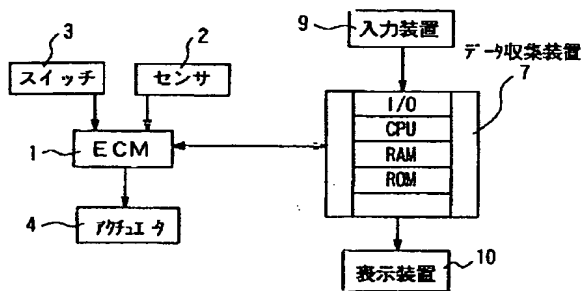 3
スイッチ
2
センサ
1
ECM
4
アクチュエータ
9
入力装置
データ収集装置
7
I/O
CPU
RAM
ROM
10
表示装置